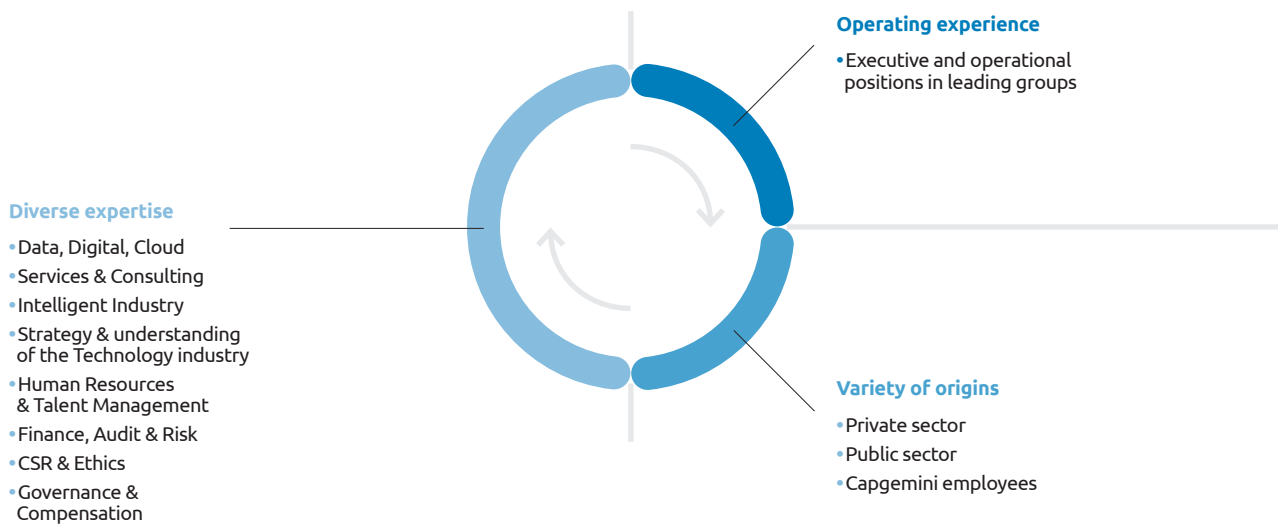 Operating experience
•Executive and operational
positions in leading groups
Diverse expertise
•Data, Digital, Cloud
•Services & Consulting
•Intelligent Industry
•Strategy & understanding
of the Technology industry
•Human Resources
& Talent Management
•Finance, Audit & Risk
•CSR & Ethics
•Governance &
Compensation
Variety of origins
•Private sector
•Public sector
•Capgemini employees